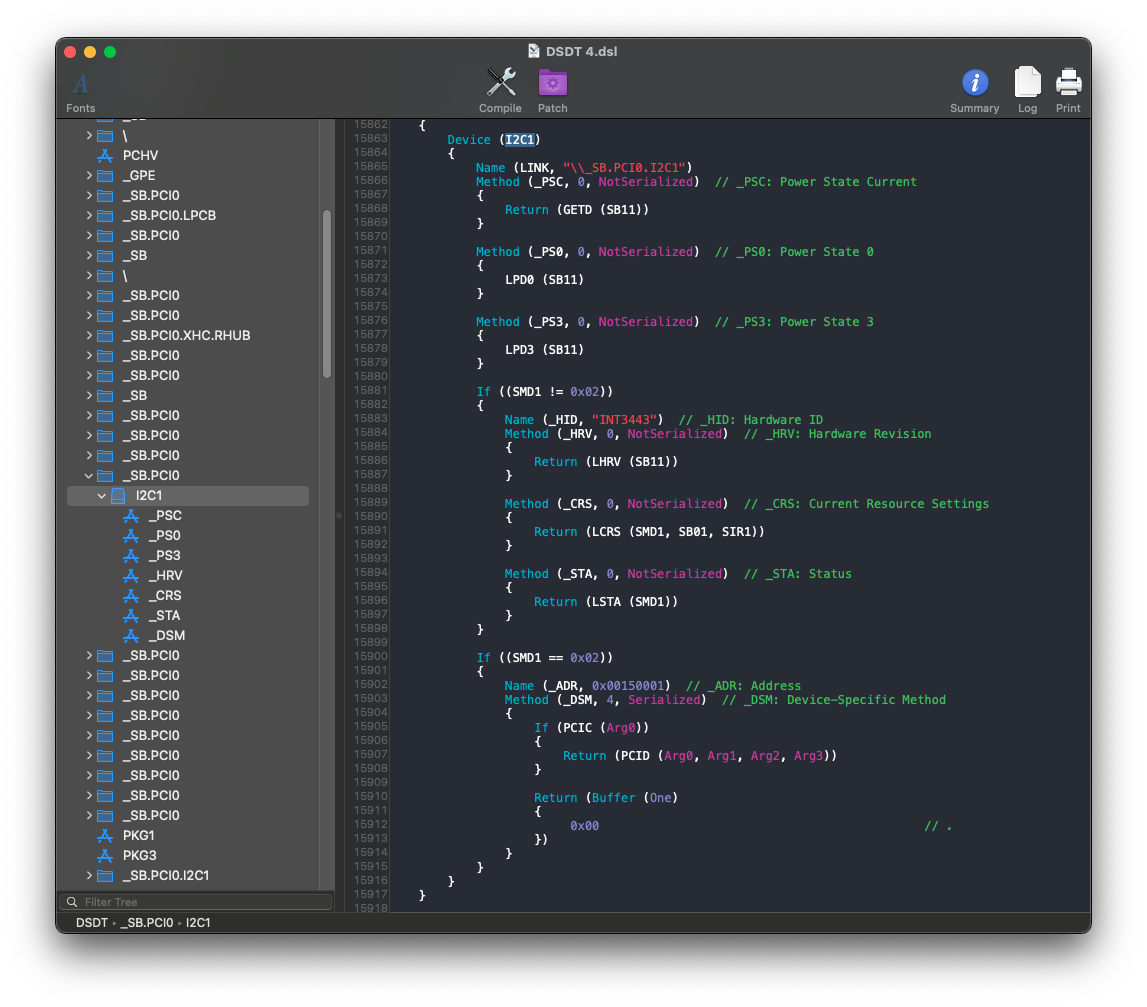 DSDT 4.dsl
A
Fonts
Compile
Patch
Summary
Log
Print
\
PCHV
_GPE
_SB.PCI0
_SB.PCI0.LPCB
_SB.PCI0
_SB
\
_SB.PCI0
_SB.PCI0
_SB.PCI0.XHC.RHUB
_SB.PCI0
_SB.PCI0
_SB
_SB.PCI0
_SB.PCI0
_SB.PCI0
_SB.PCI0
I2C1
_PSC
_PS0
_PS3
_HRV
_CRS
_STA
_DSM
_SB.PCI0
_SB.PCI0
_SB.PCI0
_SB.PCI0
_SB.PCI0
_SB.PCI0
_SB.PCI0
_SB.PCI0
_SB.PCI0
PKG1
PKG3
_SB.PCI0.I2C1
Filter Tree
DSDT ▸ _SB.PCI0 ▸ I2C1
15862 {
15863 Device (I2C1)
15864 {
15865 Name (LINK, "\\_SB.PCI0.I2C1")
15866 Method (_PSC, 0, NotSerialized) // _PSC: Power State Current
15867 {
15868 Return (GETD (SB11))
15869 }
15870
15871 Method (_PS0, 0, NotSerialized) // _PS0: Power State 0
15872 {
15873 LPD0 (SB11)
15874 }
15875
15876 Method (_PS3, 0, NotSerialized) // _PS3: Power State 3
15877 {
15878 LPD3 (SB11)
15879 }
15880
15881 If ((SMD1 != 0x02))
15882 {
15883 Name (_HID, "INT3443") // _HID: Hardware ID
15884 Method (_HRV, 0, NotSerialized) // _HRV: Hardware Revision
15885 {
15886 Return (LHRV (SB11))
15887 }
15888
15889 Method (_CRS, 0, NotSerialized) // _CRS: Current Resource Settings
15890 {
15891 Return (LCRS (SMD1, SB01, SIR1))
15892 }
15893
15894 Method (_STA, 0, NotSerialized) // _STA: Status
15895 {
15896 Return (LSTA (SMD1))
15897 }
15898 }
15899
15900 If ((SMD1 == 0x02))
15901 {
15902 Name (_ADR, 0x00150001) // _ADR: Address
15903 Method (_DSM, 4, Serialized) // _DSM: Device-Specific Method
15904 {
15905 If (PCIC (Arg0))
15906 {
15907 Return (PCID (Arg0, Arg1, Arg2, Arg3))
15908 }
15909
15910 Return (Buffer (One)
15911 {
15912 0x00 // .
15913 })
15914 }
15915 }
15916 }
15917 }
15918